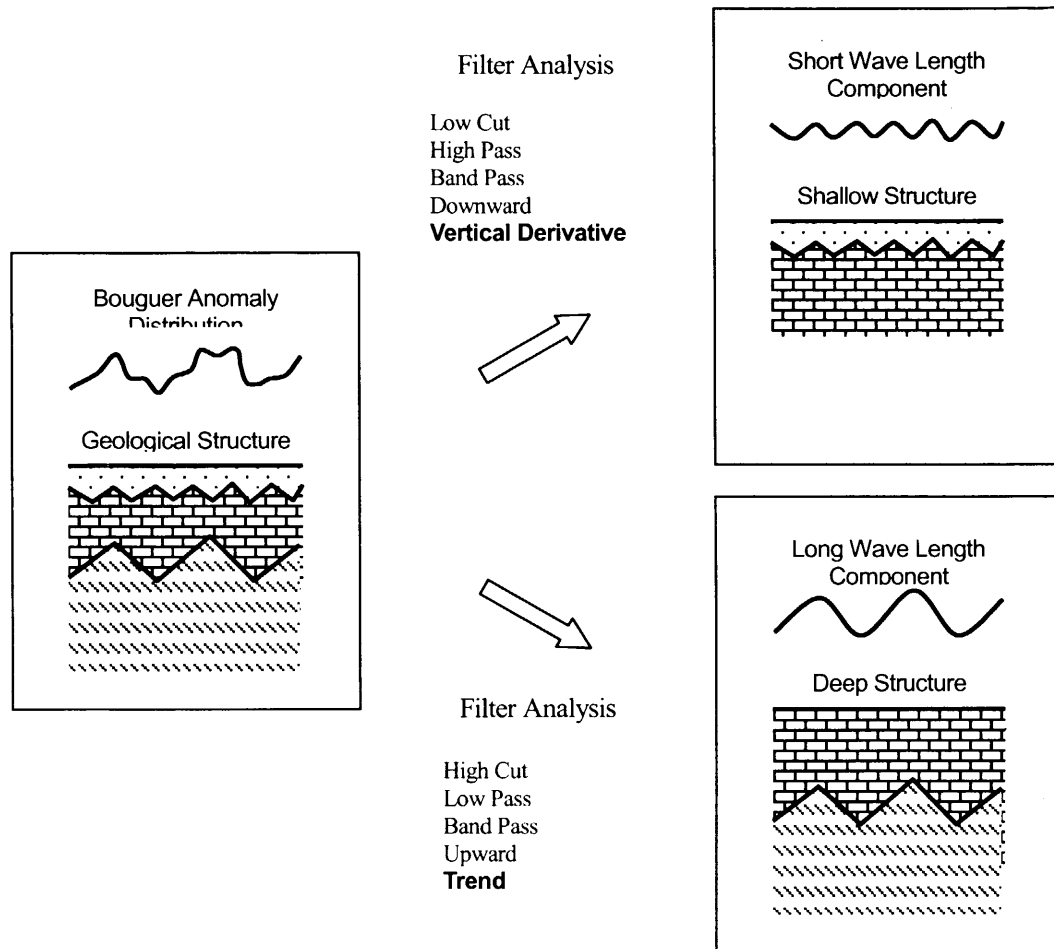 Bouguer Anomaly
Distribution
Geological Structure
Filter Analysis
Low Cut
High Pass
Band Pass
Downward
Vertical Derivative
Short Wave Length
Component
Shallow Structure
Filter Analysis
High Cut
Low Pass
Band Pass
Upward
Trend
Long Wave Length
Component
Deep Structure